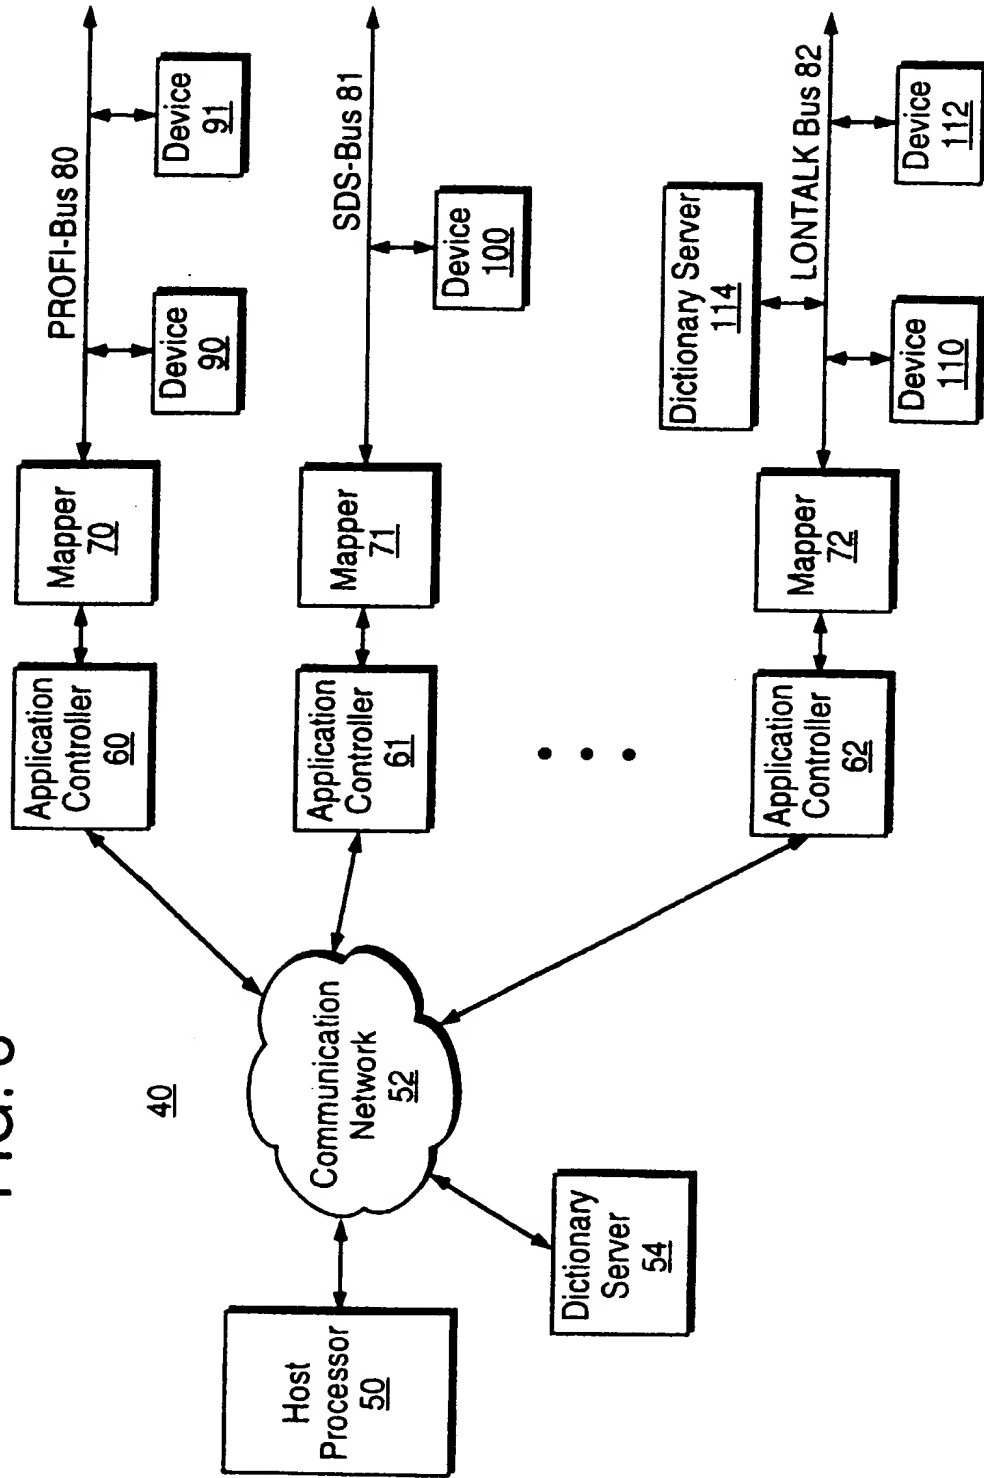 FIG.
40
Host
Processor
50
Communication
Network
52
Dictionary
Server
54
Application
Controller
60
Mapper
70
PROFI-Bus 80
Device
90
Device
91
Application
Controller
61
Mapper
71
SDS-Bus 81
Device
100
Application
Controller
62
Mapper
72
Dictionary Server
114
LONTALK Bus 82
Device
110
Device
112